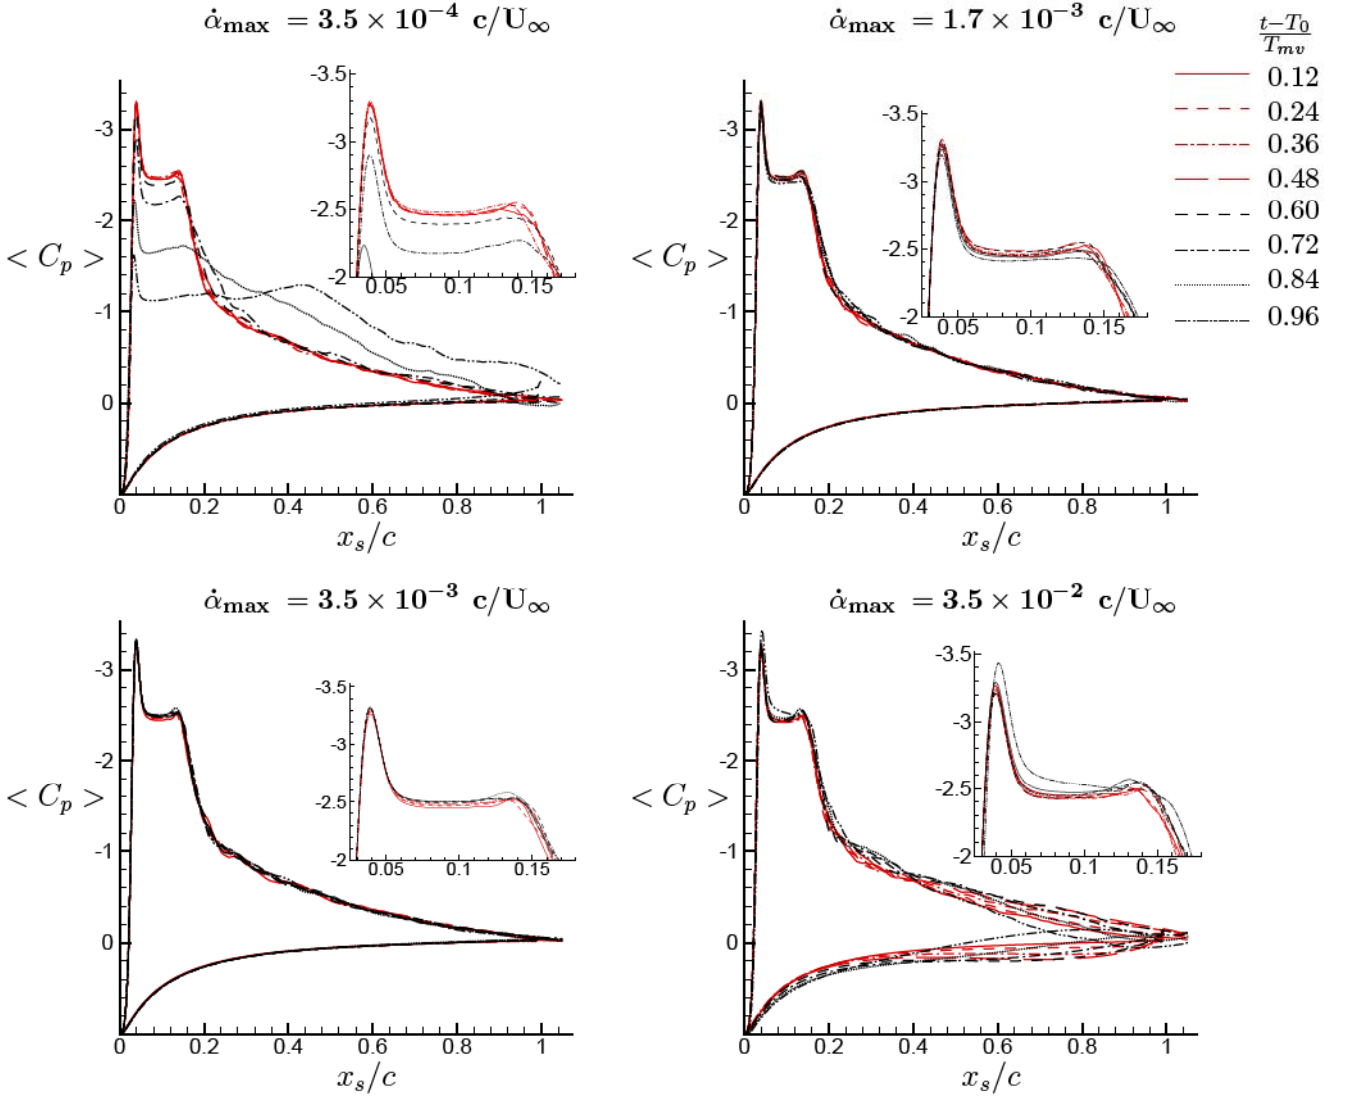 α̇max = 3.5 × 10−4 c/U∞
α̇max = 1.7 × 10−3 c/U∞
t−T0
Tmv
0.12
0.24
0.36
0.48
0.60
0.72
0.84
0.96
-3
-2
-1
0
< Cp >
0 0.2 0.4 0.6 0.8 1
xs/c
-3.5
-3
-2.5
-2
0.05 0.1 0.15
-3
-2
-1
0
< Cp >
0 0.2 0.4 0.6 0.8 1
xs/c
-3.5
-3
-2.5
-2
0.05 0.1 0.15
α̇max = 3.5 × 10−3 c/U∞
α̇max = 3.5 × 10−2 c/U∞
-3
-2
-1
0
< Cp >
0 0.2 0.4 0.6 0.8 1
xs/c
-3.5
-3
-2.5
-2
0.05 0.1 0.15
-3
-2
-1
0
< Cp >
0 0.2 0.4 0.6 0.8 1
xs/c
-3.5
-3
-2.5
-2
0.05 0.1 0.15